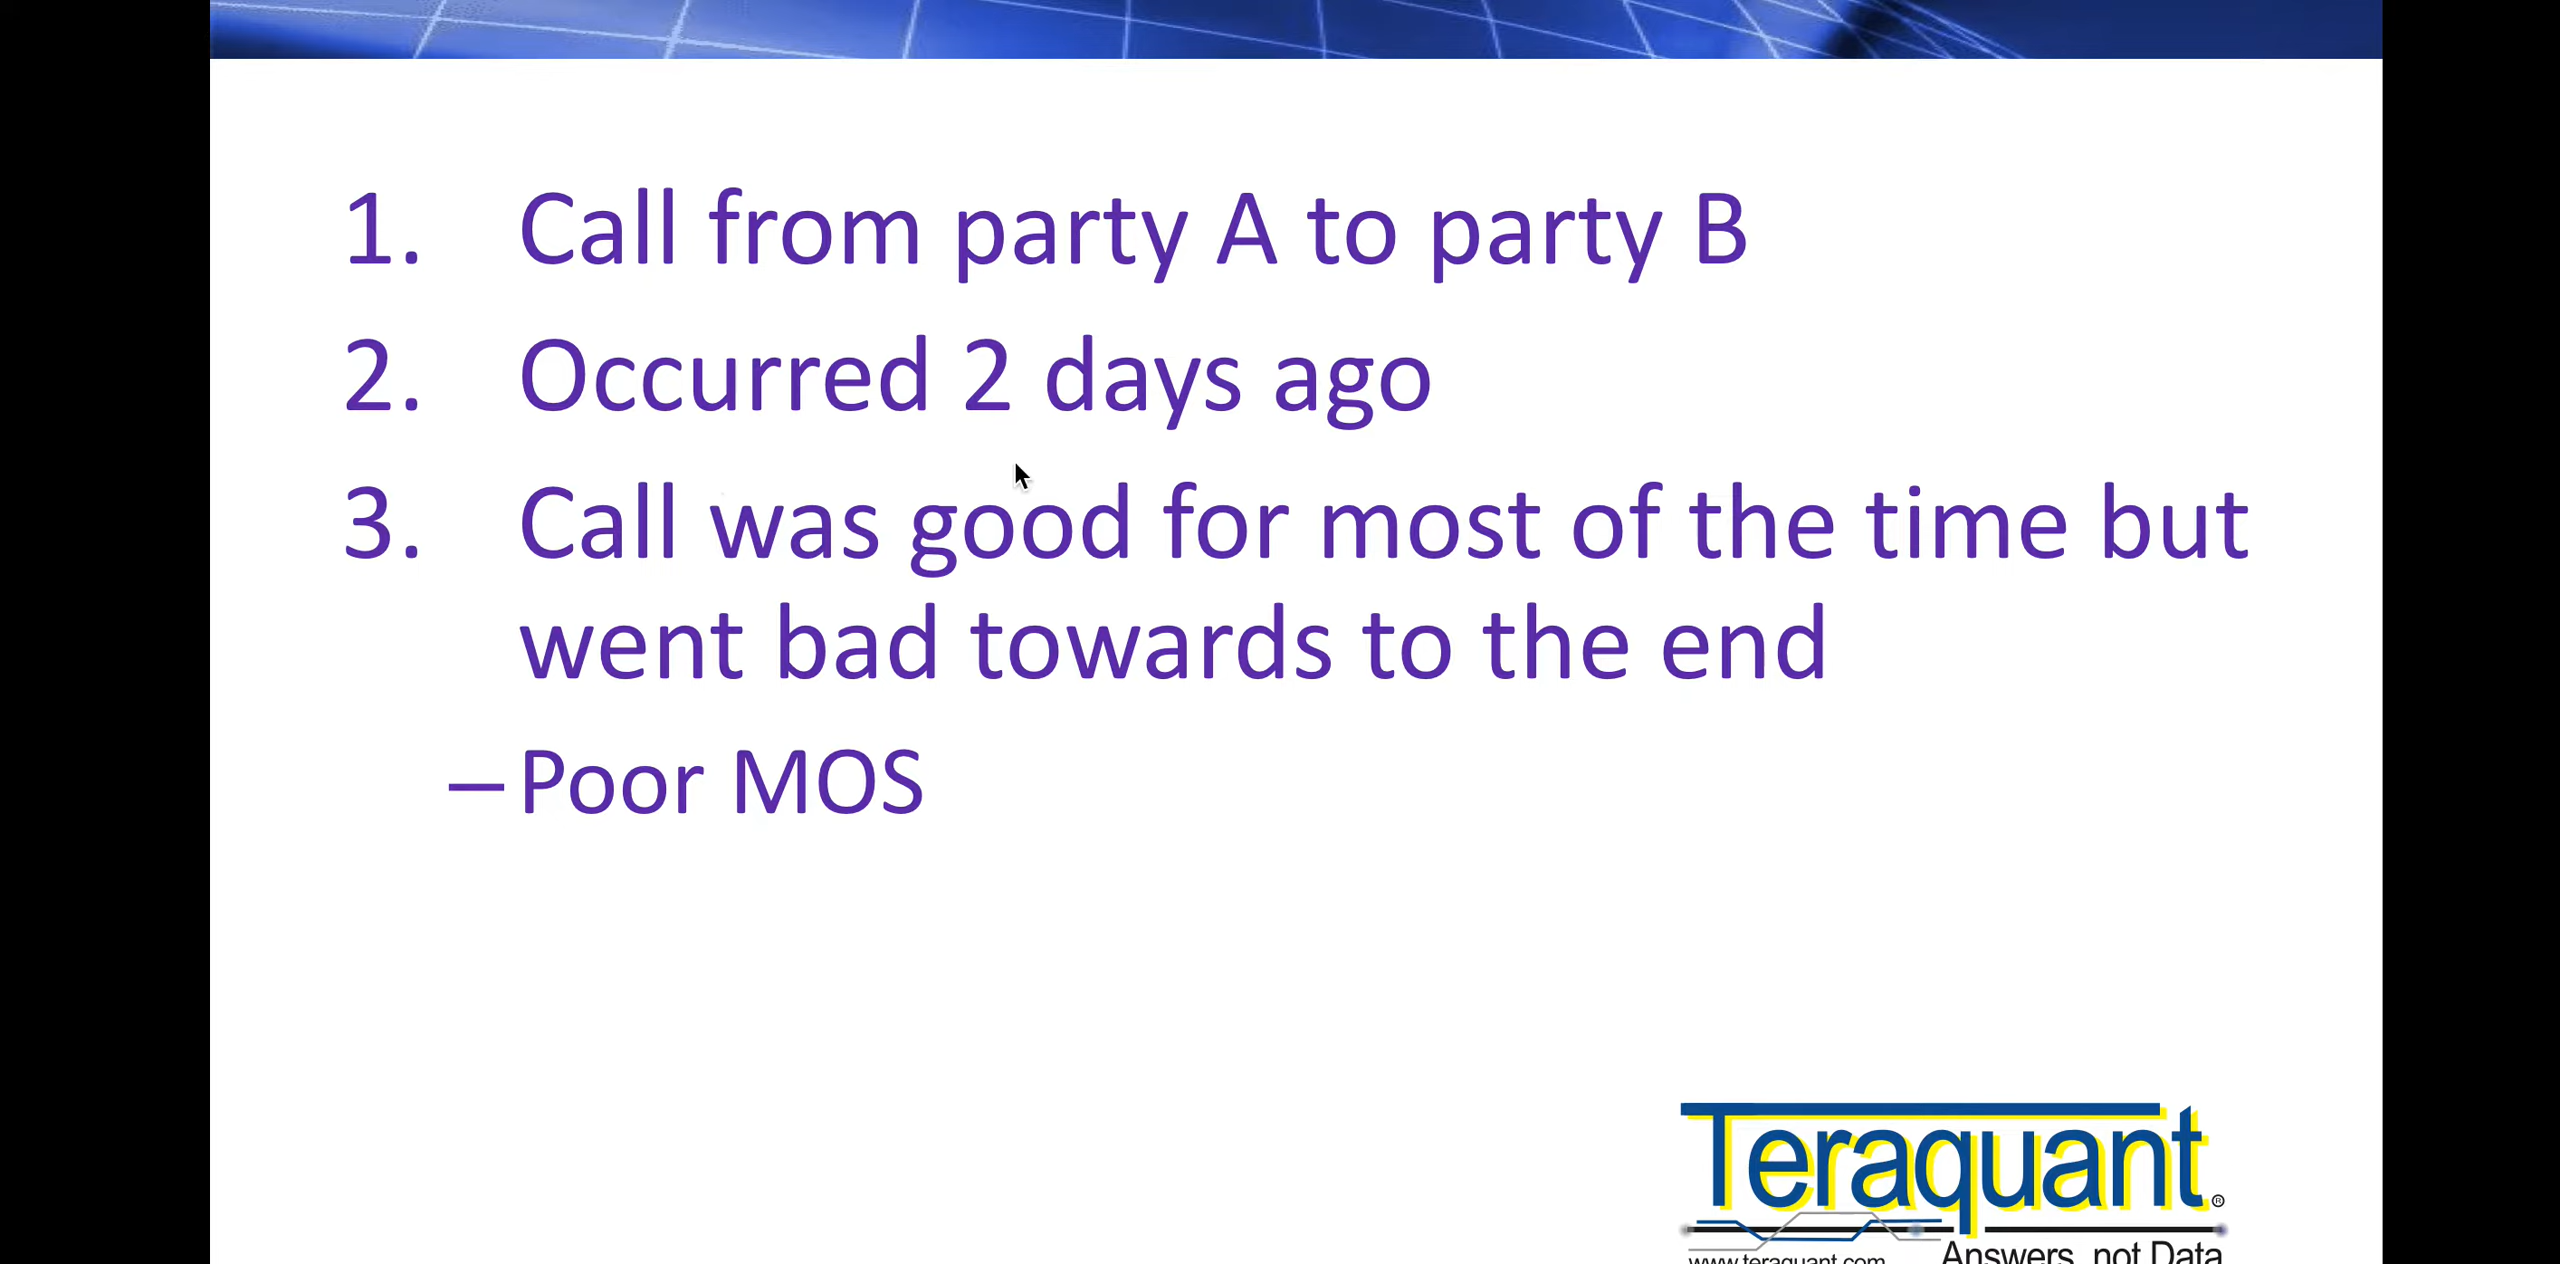 1. Call from party A to party B
2. Occurred 2 days ago
3. Call was good for most of the time but
went bad towards to the end
– Poor MOS
Teraquant®
www.teraquant.com Answers, not Data